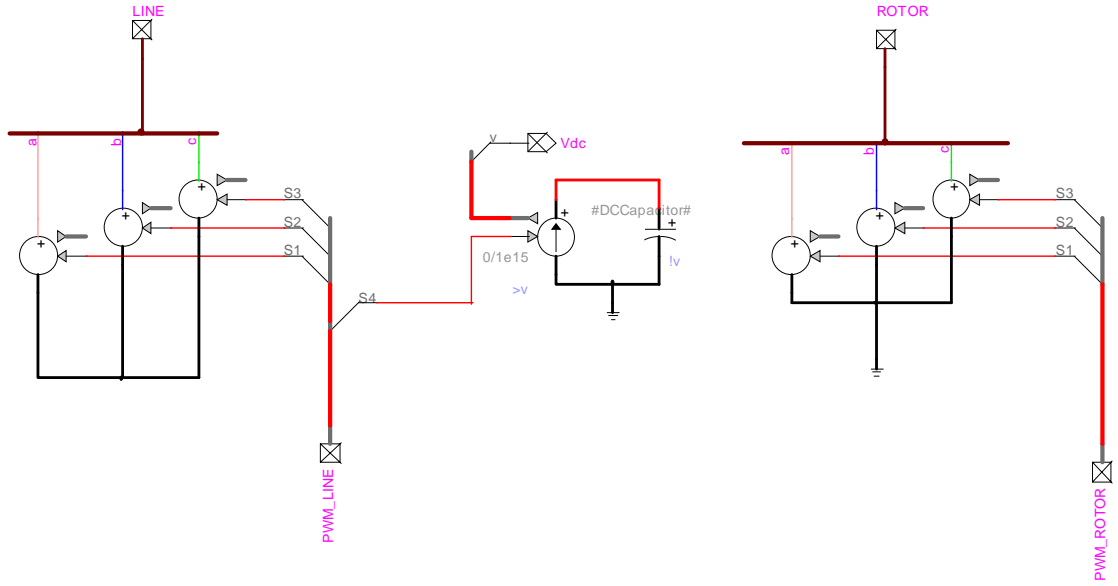 LINE
ROTOR
a
b
c
v
Vdc
a
b
c
+
+
+
S3
S2
S1
+
#DCCapacitor#
+
0/1e15
!v
>v
S4
+
+
+
S3
S2
S1
PWM_LINE
PWM_ROTOR